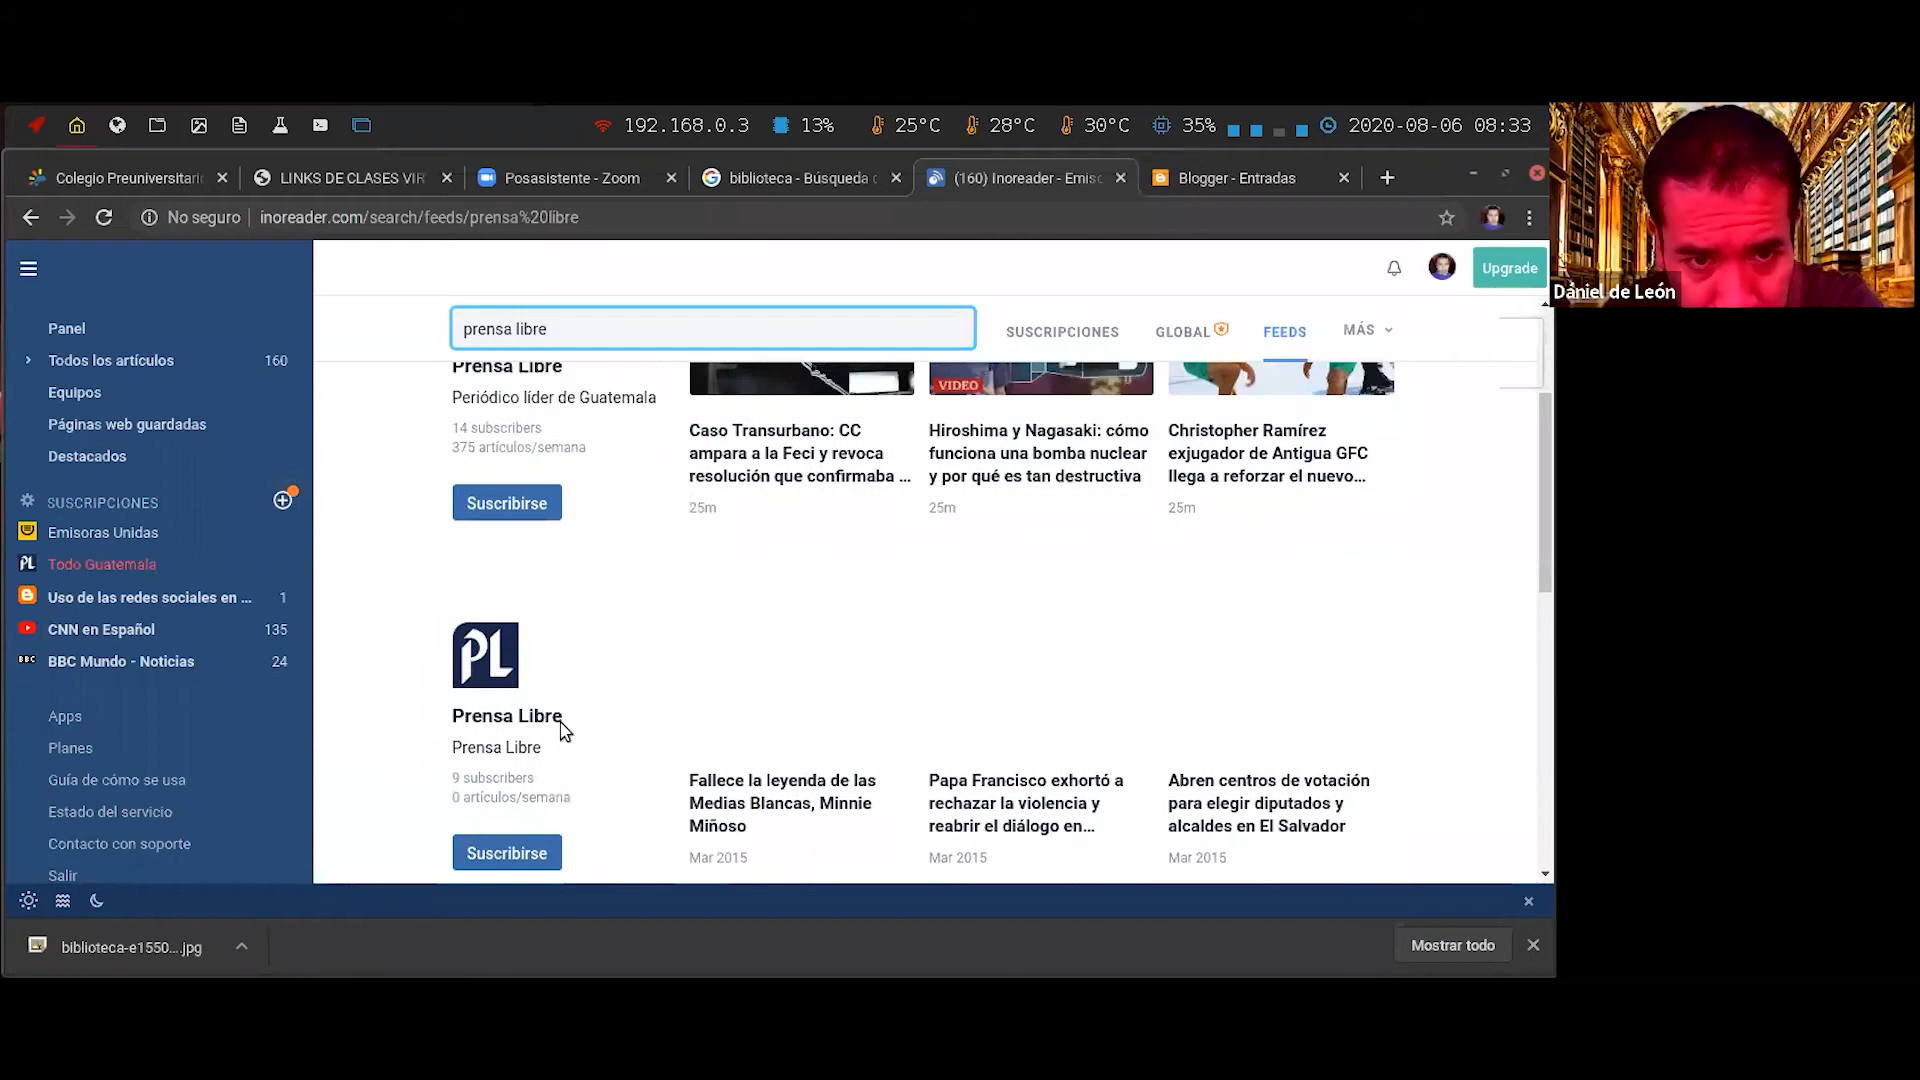 192.168.0.3
13%
25°C
28°C
30°C
35%
2020-08-06 08:33
Colegio Preuniversitari
LINKS DE CLASES VIR
Posasistente - Zoom
biblioteca - Búsqueda
(160) Inoreader - Emis
Blogger - Entradas
No seguro
inoreader.com/search/feeds/prensa%20libre
Dániel de León
Upgrade
prensa libre
SUSCRIPCIONES
GLOBAL
FEEDS
MÁS
Panel
Todos los artículos 160
Equipos
Páginas web guardadas
Destacados
SUSCRIPCIONES
Emisoras Unidas
PL Todo Guatemala
Uso de las redes sociales en ... 1
CNN en Español 135
BBC BBC Mundo - Noticias 24
Apps
Planes
Guía de cómo se usa
Estado del servicio
Contacto con soporte
Salir
Prensa Libre
Periódico líder de Guatemala
14 subscribers
375 artículos/semana
Suscribirse
VIDEO
Caso Transurbano: CC
ampara a la Feci y revoca
resolución que confirmaba ...
25m
Hiroshima y Nagasaki: cómo
funciona una bomba nuclear
y por qué es tan destructiva
25m
Christopher Ramírez
exjugador de Antigua GFC
llega a reforzar el nuevo...
25m
PL
Prensa Libre
Prensa Libre
9 subscribers
0 artículos/semana
Suscribirse
Fallece la leyenda de las
Medias Blancas, Minnie
Miñoso
Mar 2015
Papa Francisco exhortó a
rechazar la violencia y
reabrir el diálogo en...
Mar 2015
Abren centros de votación
para elegir diputados y
alcaldes en El Salvador
Mar 2015
biblioteca-e1550....jpg
Mostrar todo